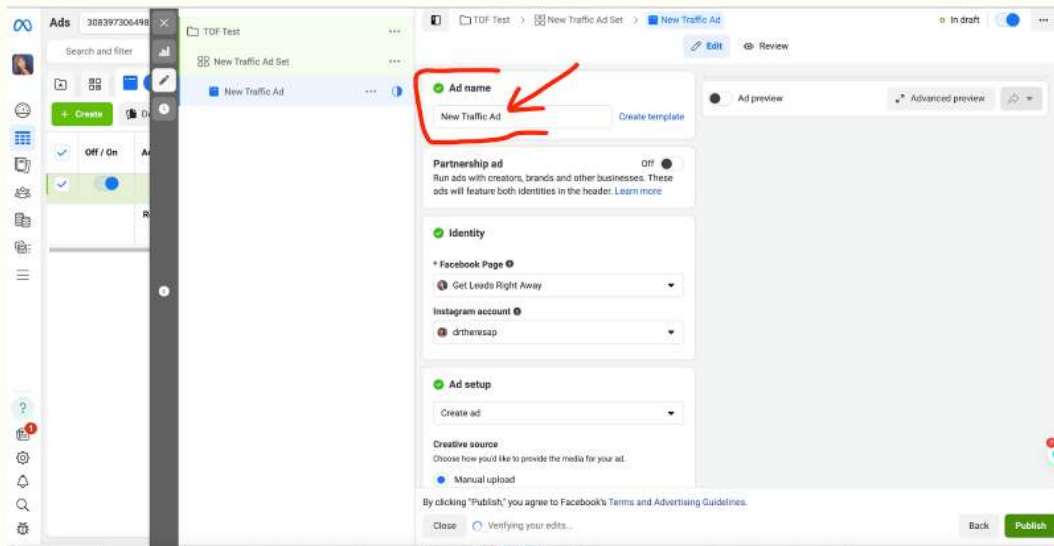 Ads 308397306498
Search and filter
+ Create
Off / On
TOF Test
New Traffic Ad Set
New Traffic Ad
TOF Test > New Traffic Ad Set > New Traffic Ad
In draft
Edit Review
Ad name
New Traffic Ad
Create template
Partnership ad Off
Run ads with creators, brands and other businesses. These
ads will feature both identities in the header. Learn more
Identity
* Facebook Page
Get Leads Right Away
Instagram account
drtheresap
Ad setup
Create ad
Creative source
Choose how you'd like to provide the media for your ad.
Manual upload
Ad preview
Advanced preview
By clicking "Publish," you agree to Facebook's Terms and Advertising Guidelines.
Close Verifying your edits...
Back Publish